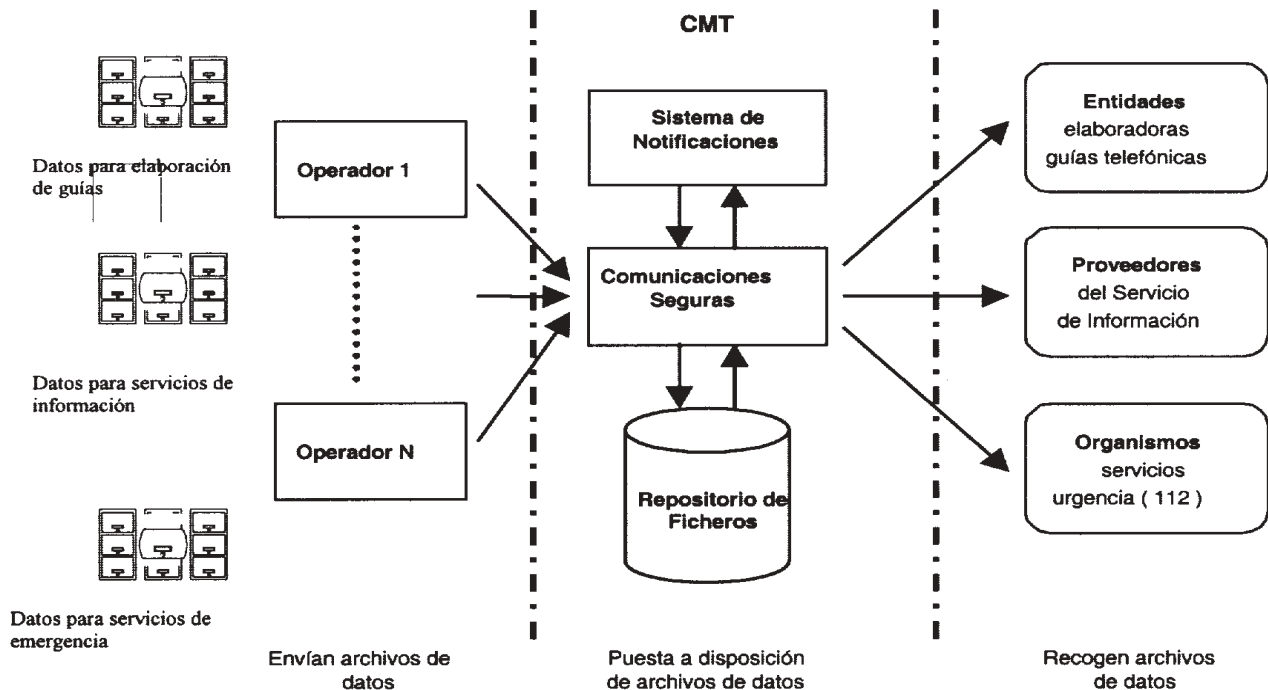 CMT
Datos para elaboración
de guías
Datos para servicios de
información
Datos para servicios de
emergencia
Operador 1
Operador N
Envían archivos de
datos
Sistema de
Notificaciones
Comunicaciones
Seguras
Repositorio de
Ficheros
Puesta a disposición
de archivos de datos
Entidades
elaboradoras
guías telefónicas
Proveedores
del Servicio
de Información
Organismos
servicios
urgencia ( 112 )
Recogen archivos
de datos